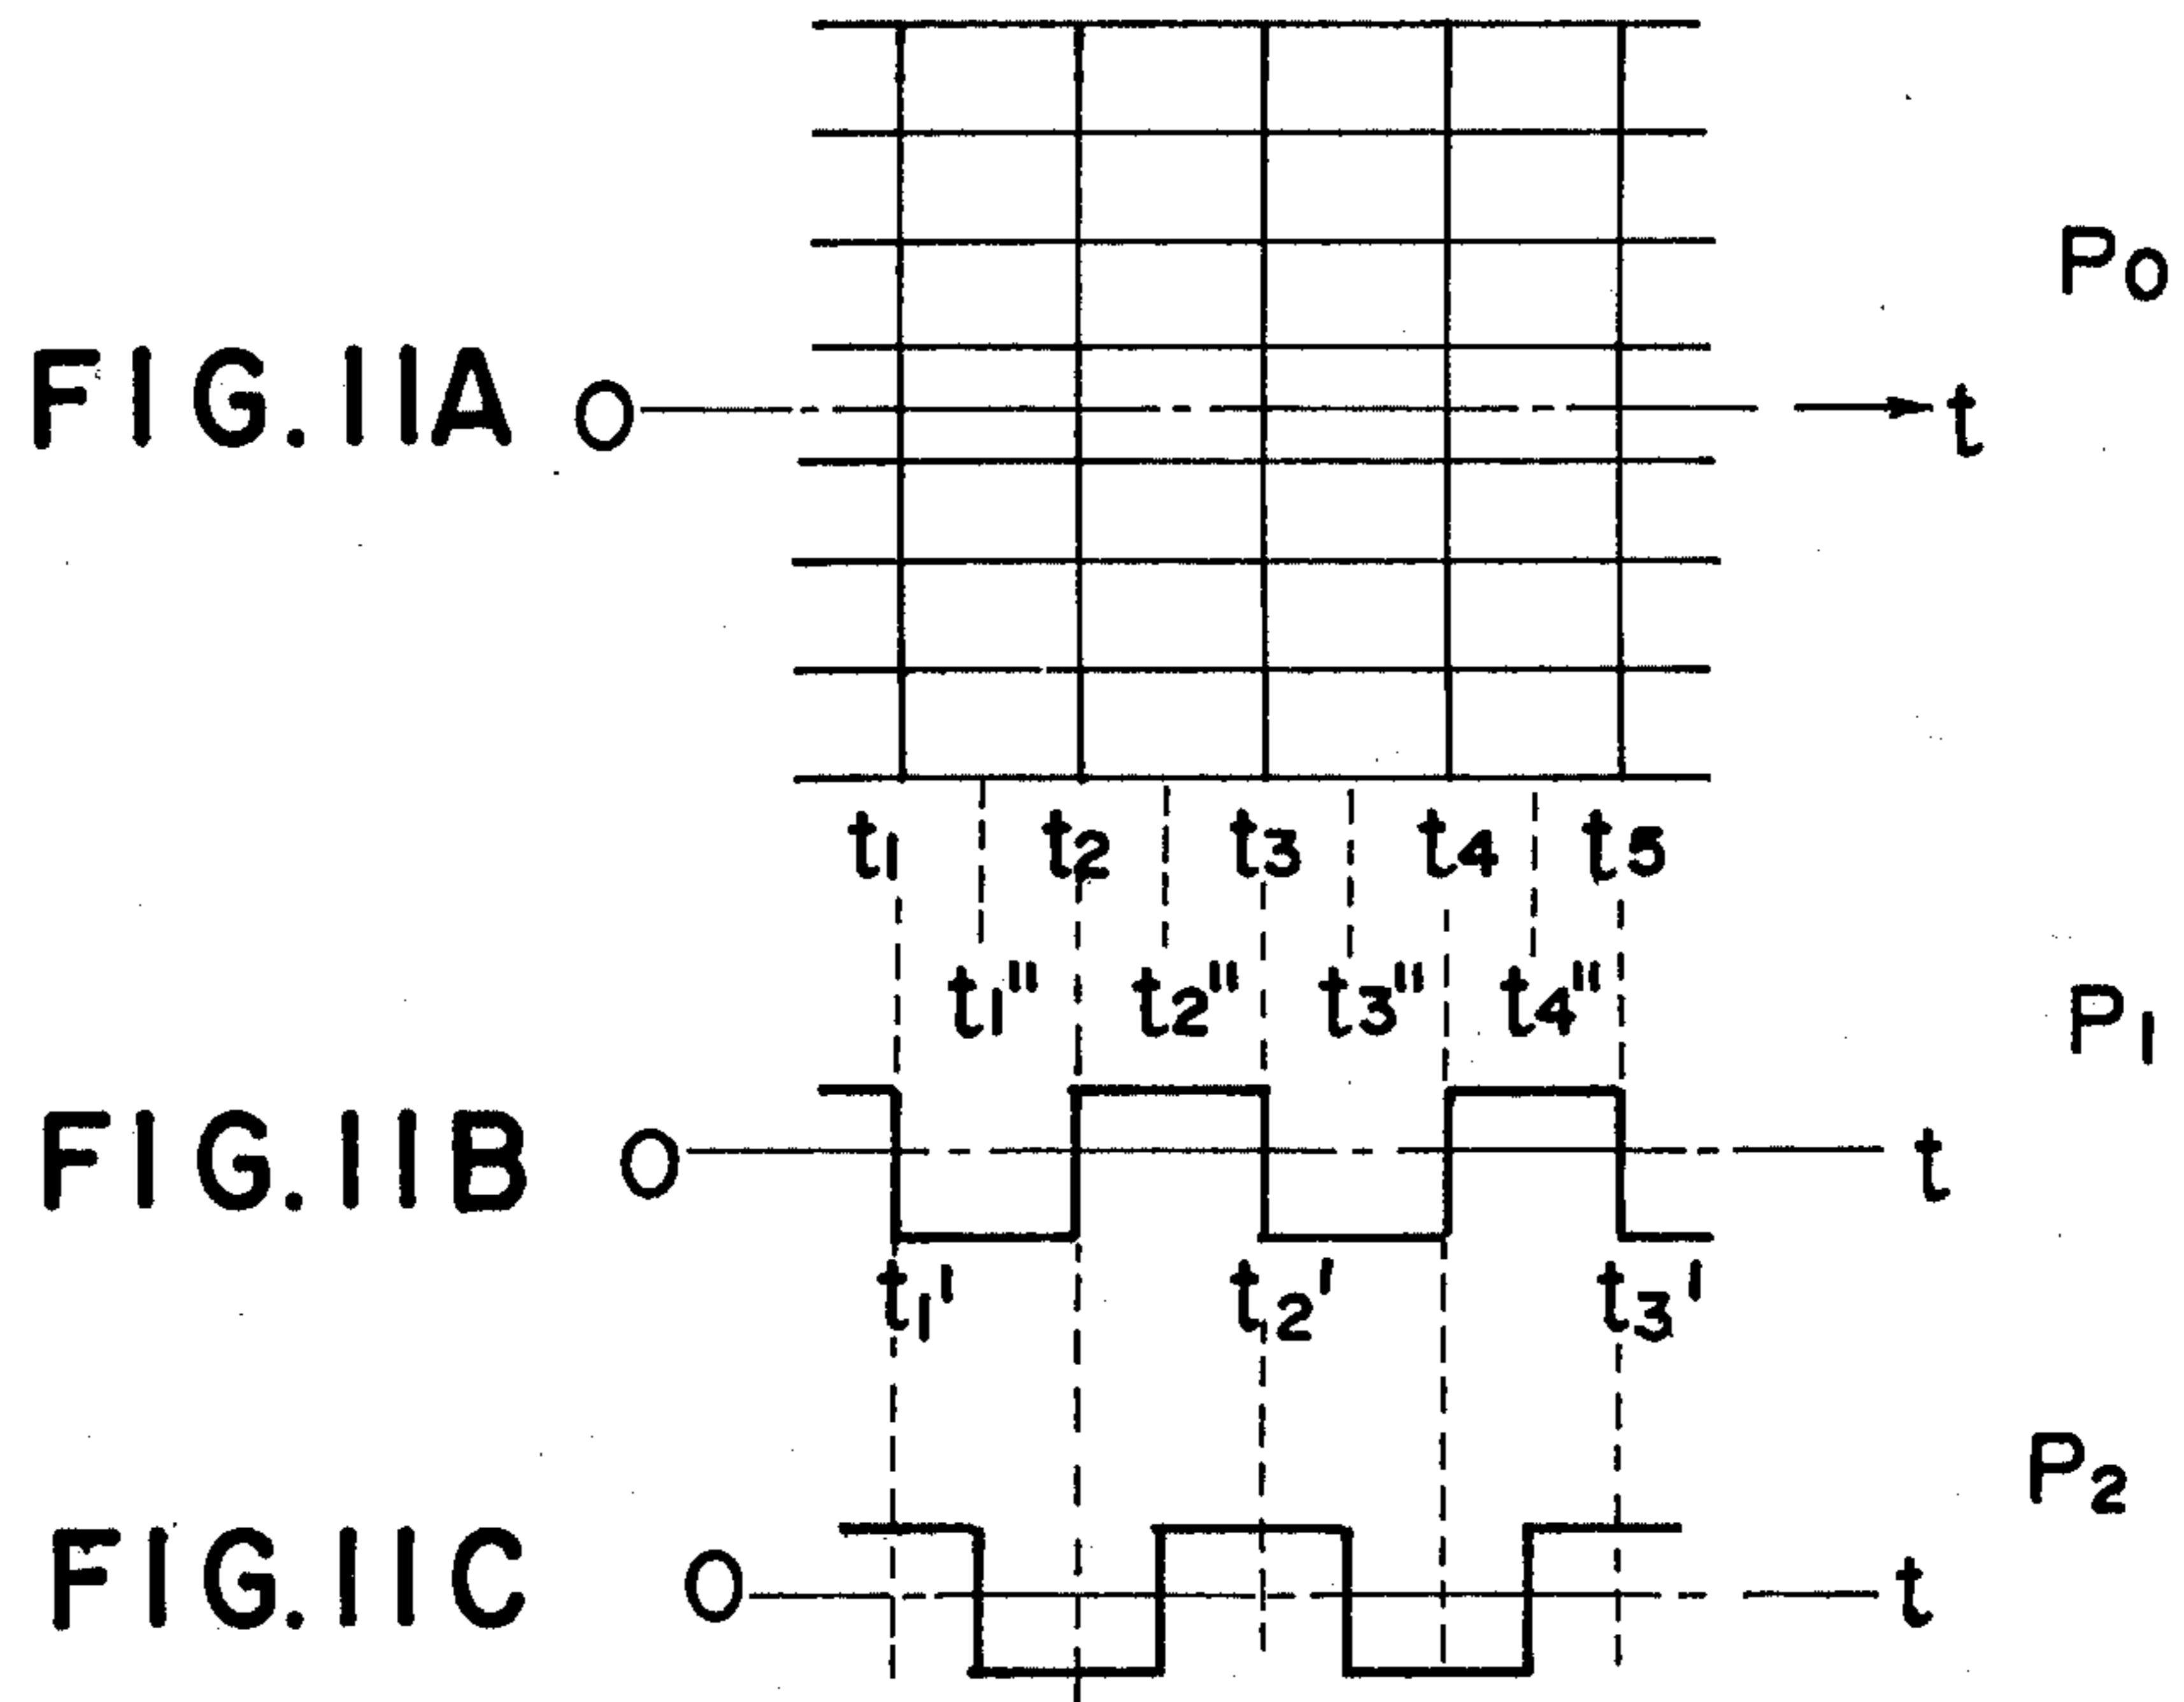 P0
FIG.11A O t
t1 t2 t3 t4 t5
t1" t2" t3" t4"
P1
FIG.11B O t
t1' t2' t3'
P2
FIG.11C O t